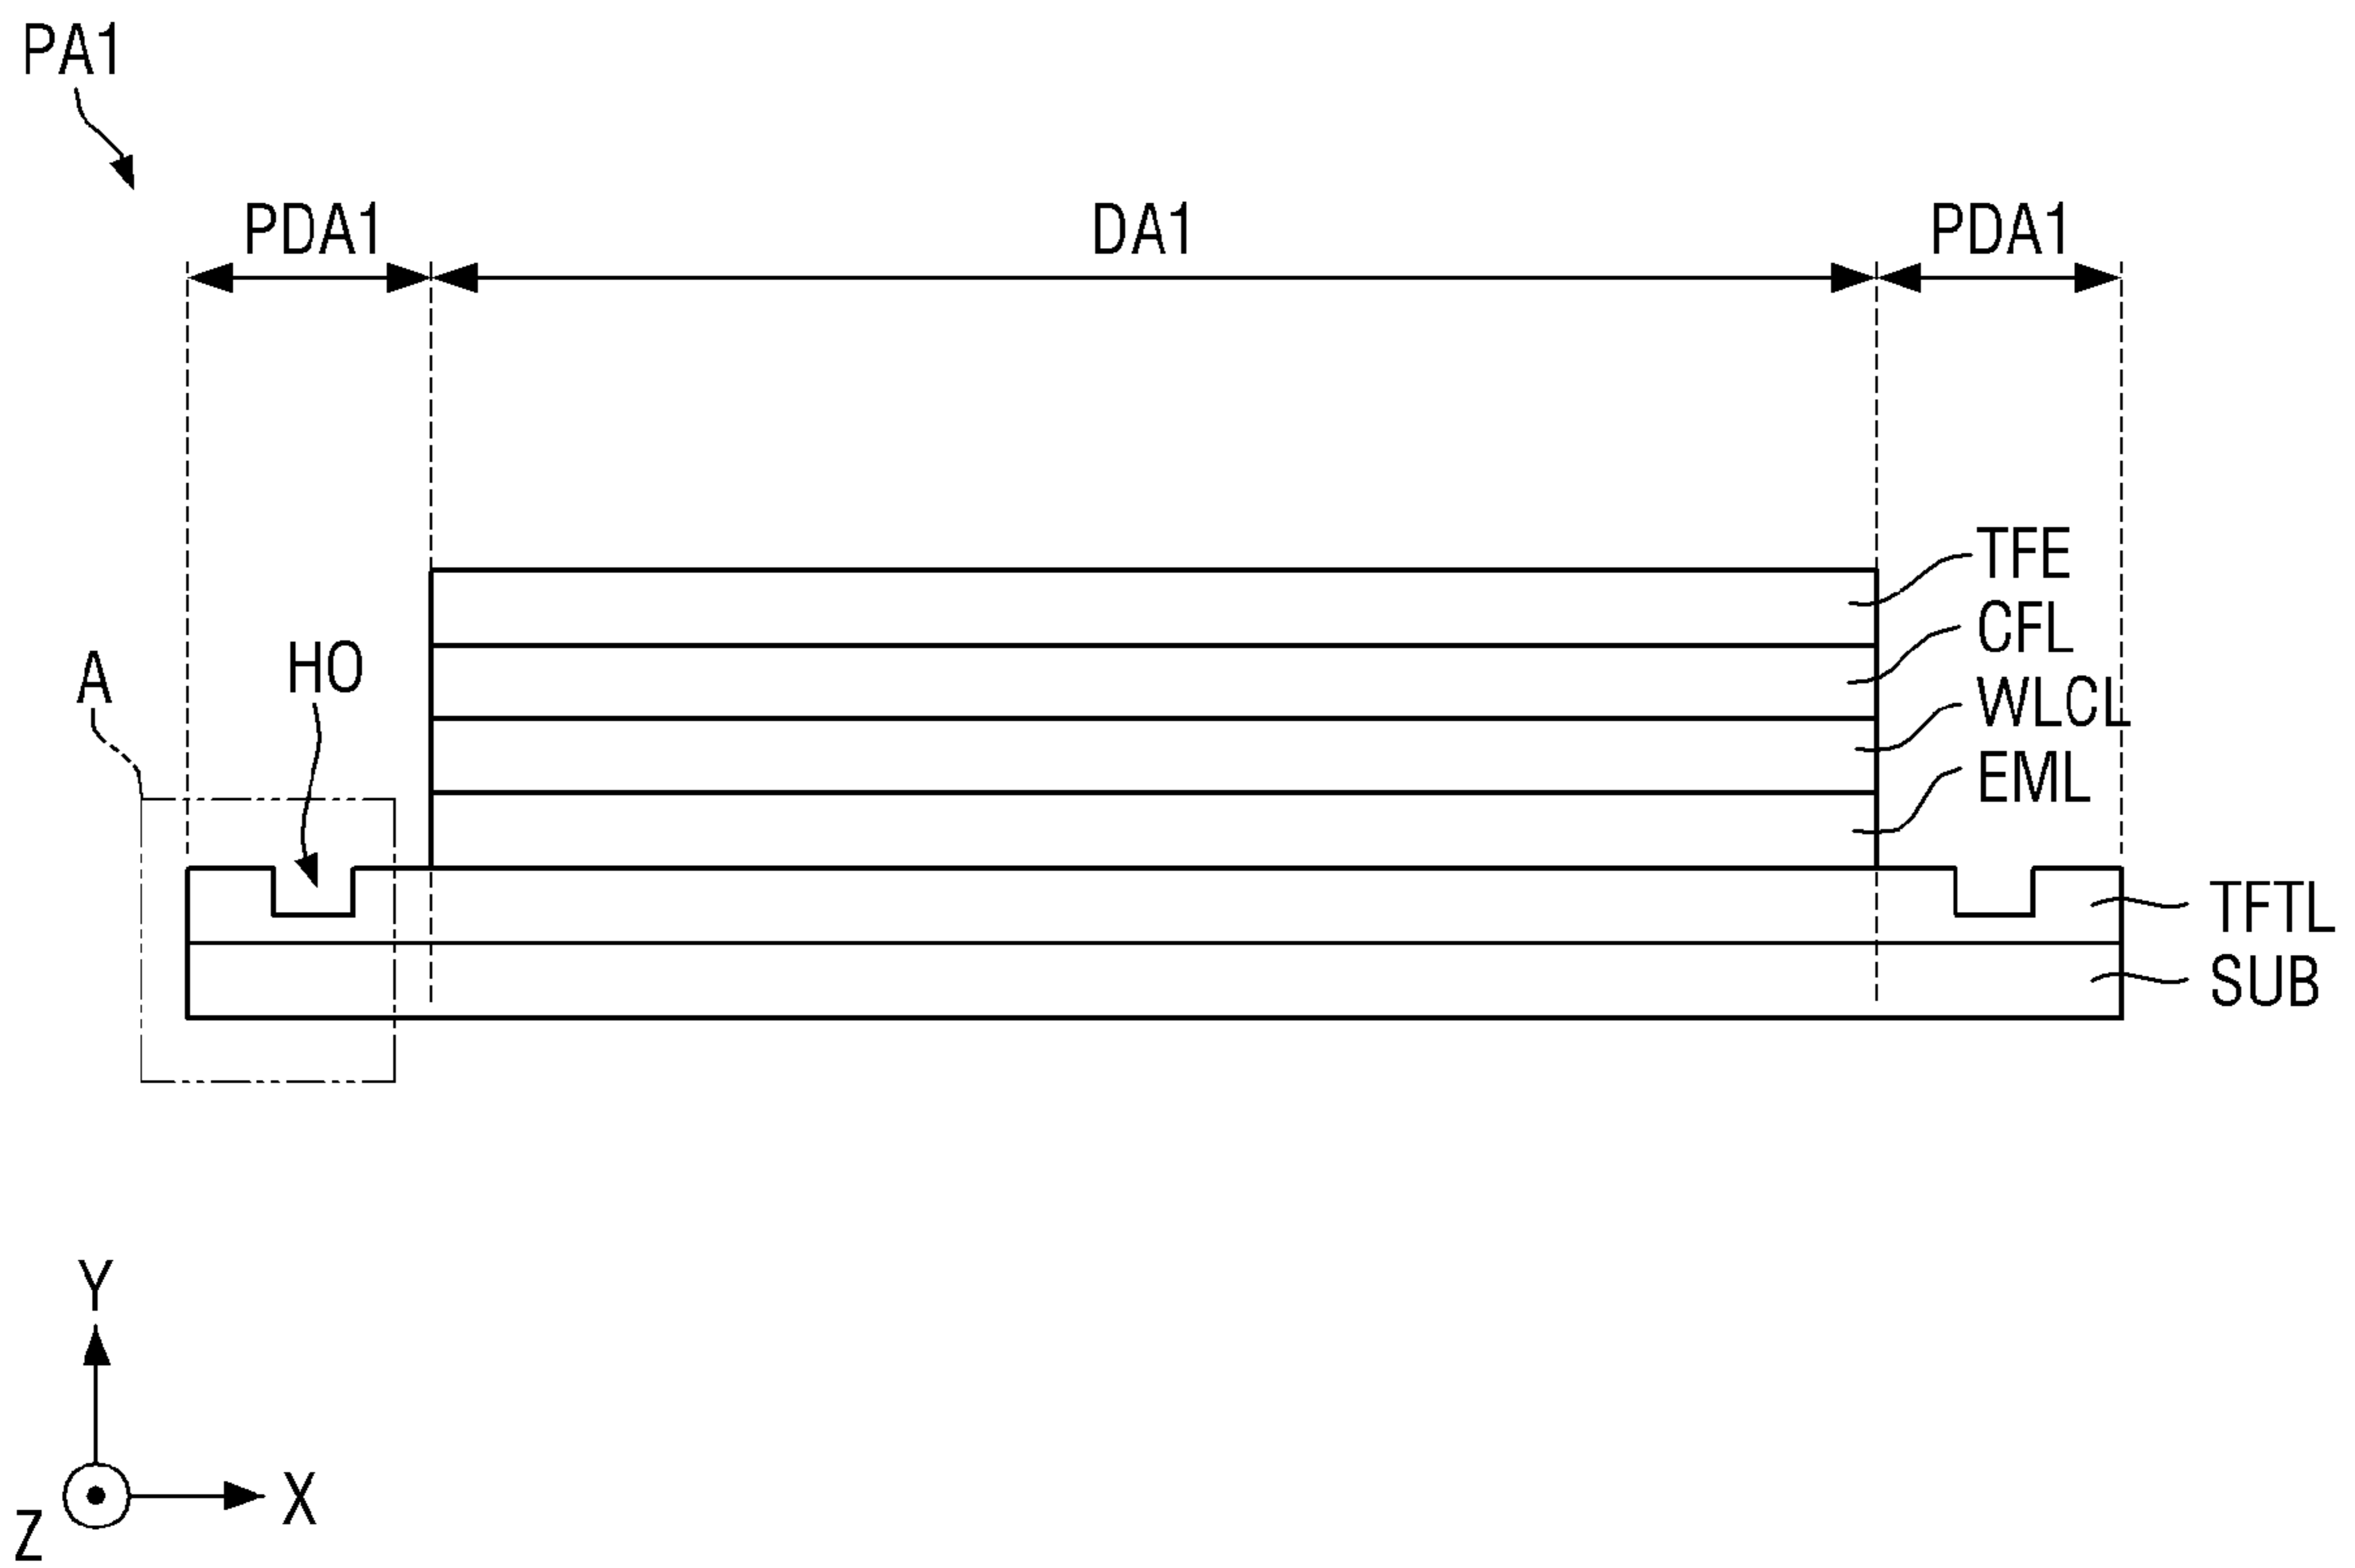 PA1
PDA1 DA1 PDA1
TFE
CFL
HO
A
WLCL
EML
TFTL
SUB
Y
X
Z